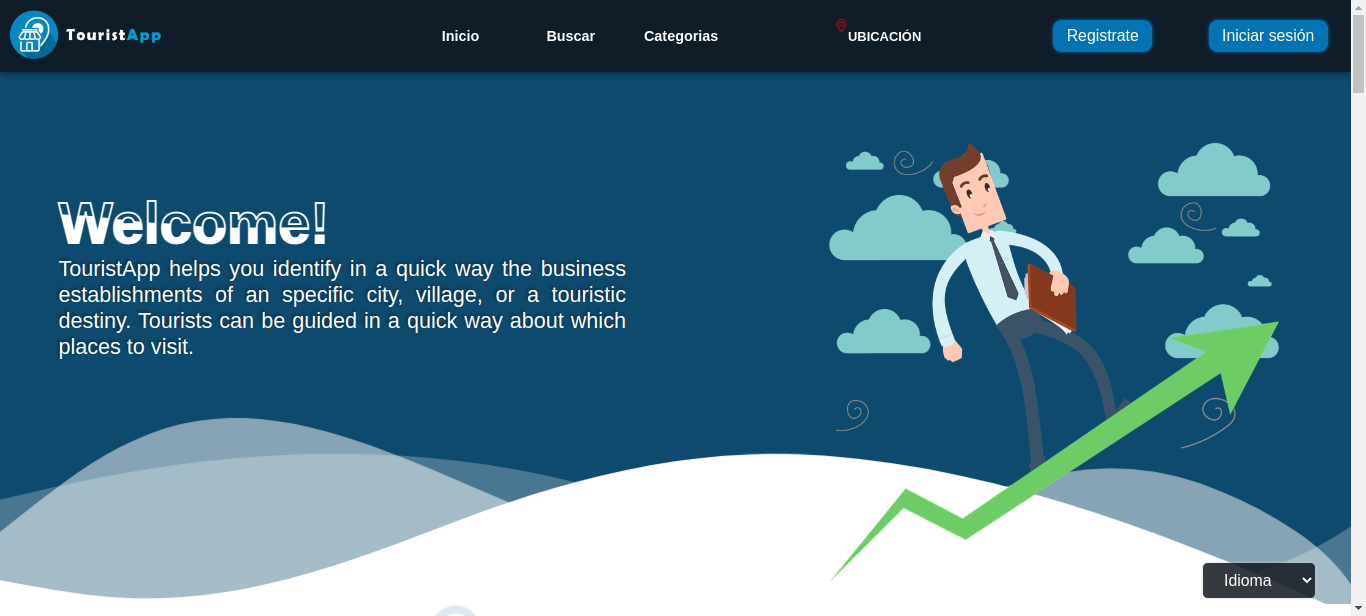 TouristApp
Inicio
Buscar
Categorias
UBICACIÓN
Registrate
Iniciar sesión
Welcome!
TouristApp helps you identify in a quick way the business
establishments of an specific city, village, or a touristic
destiny. Tourists can be guided in a quick way about which
places to visit.
Idioma